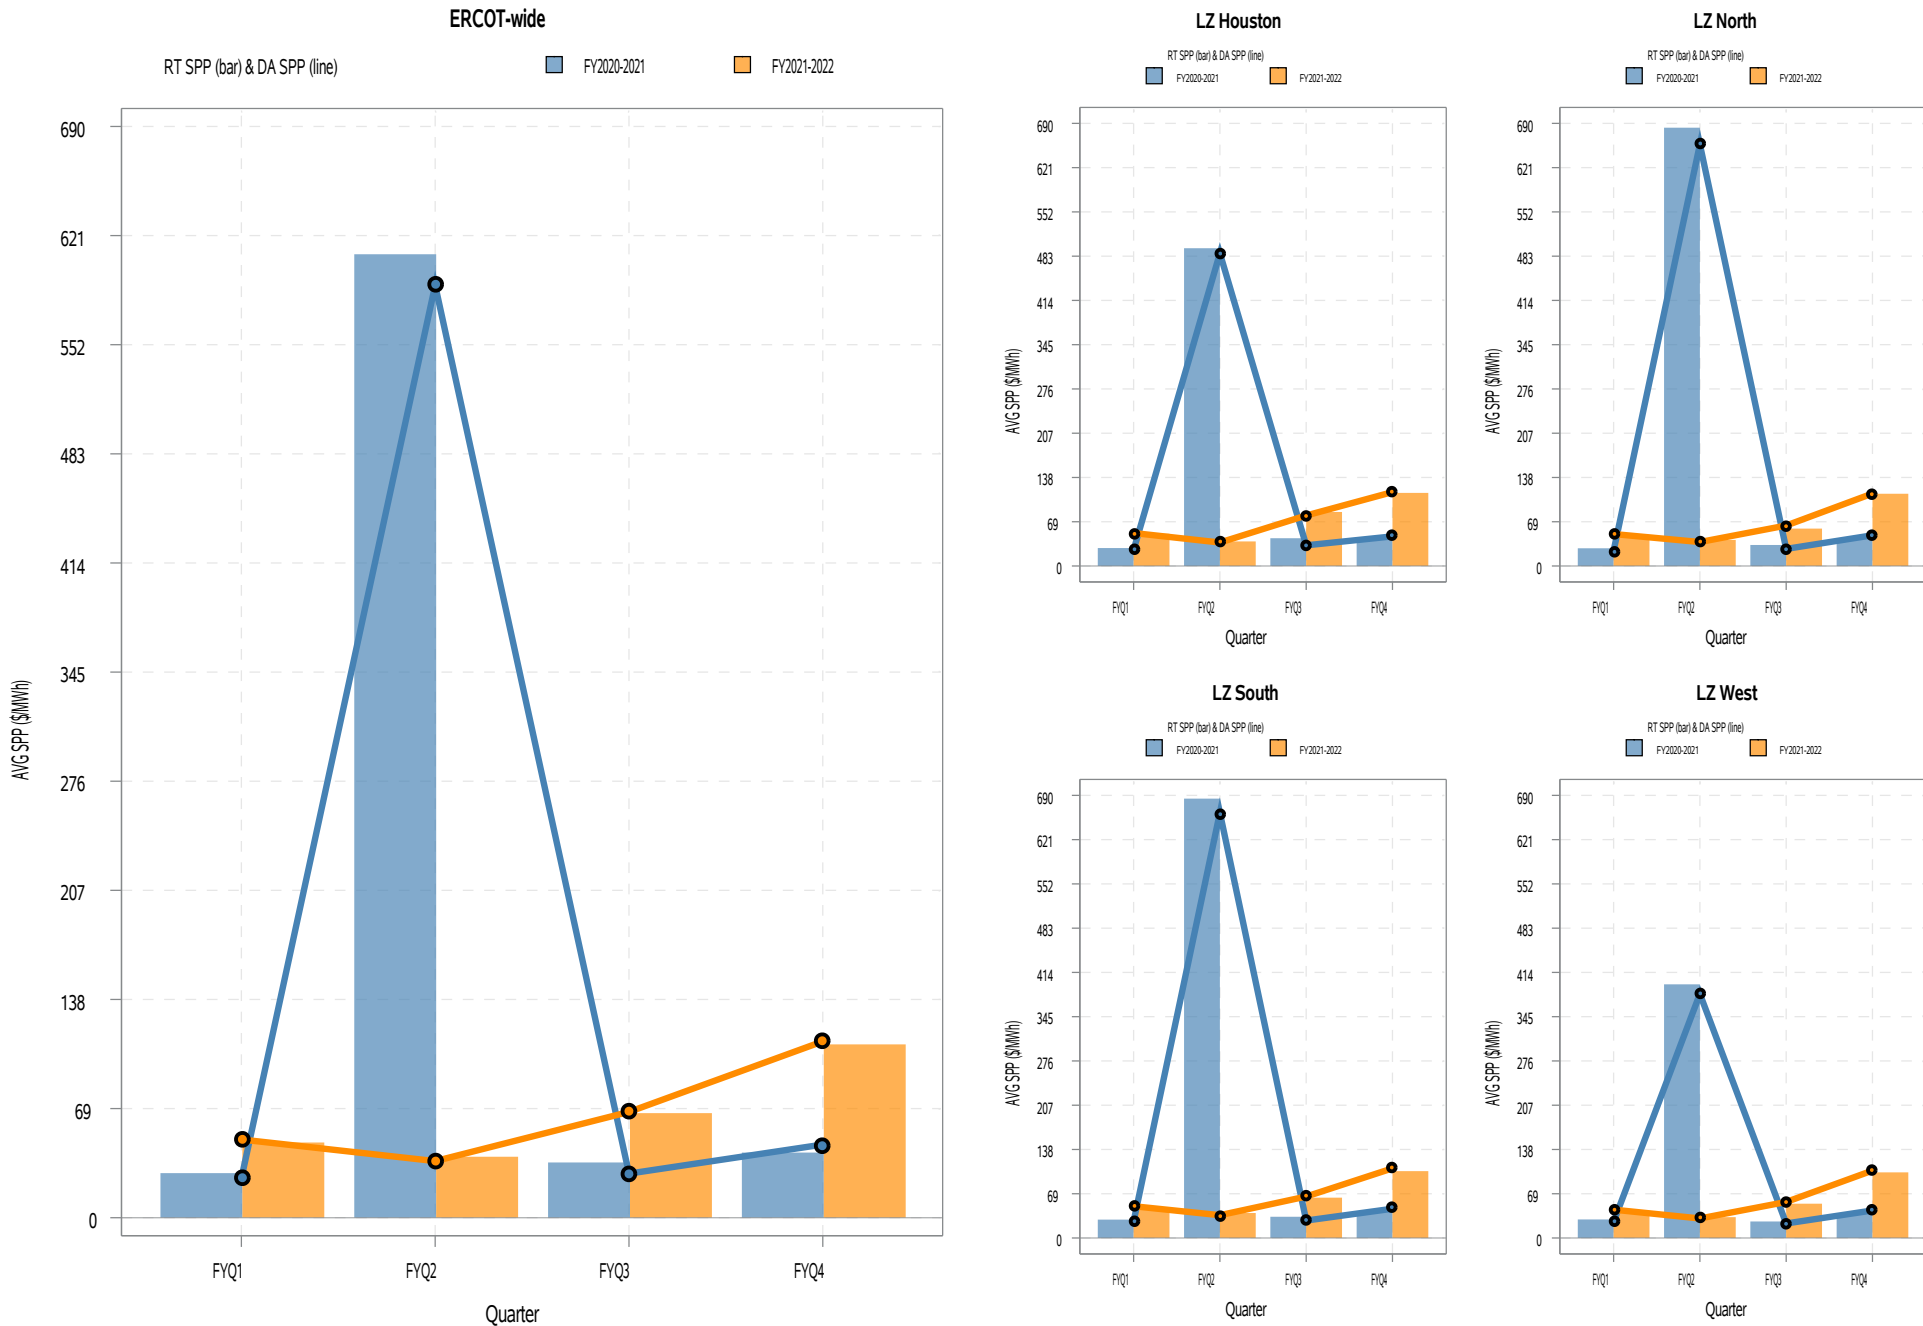 ERCOT-wide
RT SPP (bar) & DA SPP (line)
FY2020-2021
FY2021-2022
690
621
552
483
414
345
276
207
138
69
0
AVG SPP ($/MWh)
FYQ1
FYQ2
FYQ3
FYQ4
Quarter
LZ Houston
RT SPP (bar) & DA SPP (line)
FY2020-2021
FY2021-2022
690
621
552
483
414
345
276
207
138
69
0
AVG SPP ($/MWh)
FYQ1
FYQ2
FYQ3
FYQ4
Quarter
LZ North
RT SPP (bar) & DA SPP (line)
FY2020-2021
FY2021-2022
690
621
552
483
414
345
276
207
138
69
0
AVG SPP ($/MWh)
FYQ1
FYQ2
FYQ3
FYQ4
Quarter
LZ South
RT SPP (bar) & DA SPP (line)
FY2020-2021
FY2021-2022
690
621
552
483
414
345
276
207
138
69
0
AVG SPP ($/MWh)
FYQ1
FYQ2
FYQ3
FYQ4
Quarter
LZ West
RT SPP (bar) & DA SPP (line)
FY2020-2021
FY2021-2022
690
621
552
483
414
345
276
207
138
69
0
AVG SPP ($/MWh)
FYQ1
FYQ2
FYQ3
FYQ4
Quarter